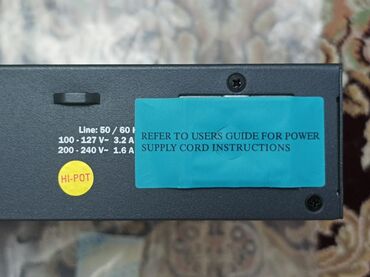 Line: 50 / 60 H
100 - 127 V~ 3.2 A
200 - 240 V~ 1.6 A
HI-POT
REFER TO USERS GUIDE FOR POWER
SUPPLY CORD INSTRUCTIONS